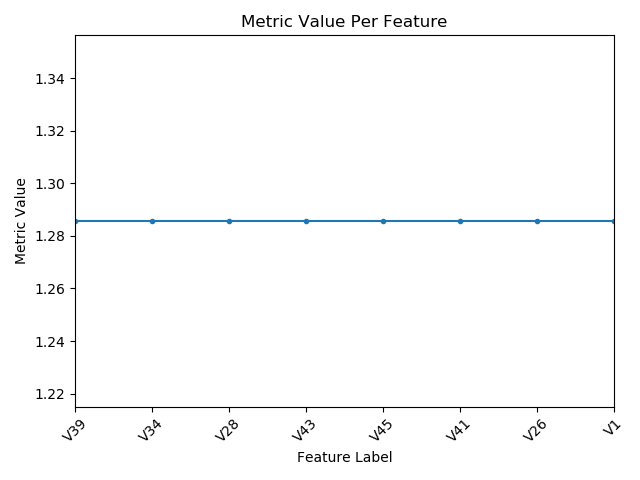 Metric Value Per Feature
1.34
1.32
1.30
1.28
1.26
1.24
1.22
Metric Value
V39 V34 V28 V43 V45 V41 V26 V1
Feature Label